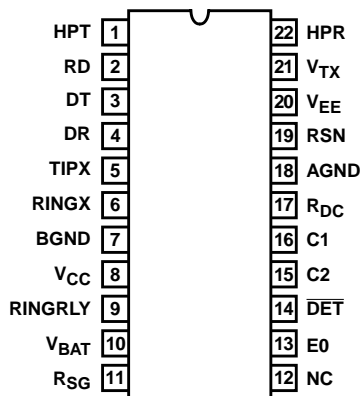 HPT 1 22 HPR
RD 2 21 VTX
DT 3 20 VEE
DR 4 19 RSN
TIPX 5 18 AGND
RINGX 6 17 RDC
BGND 7 16 C1
VCC 8 15 C2
RINGRLY 9 14 D̅E̅T̅
VBAT 10 13 E0
RSG 11 12 NC